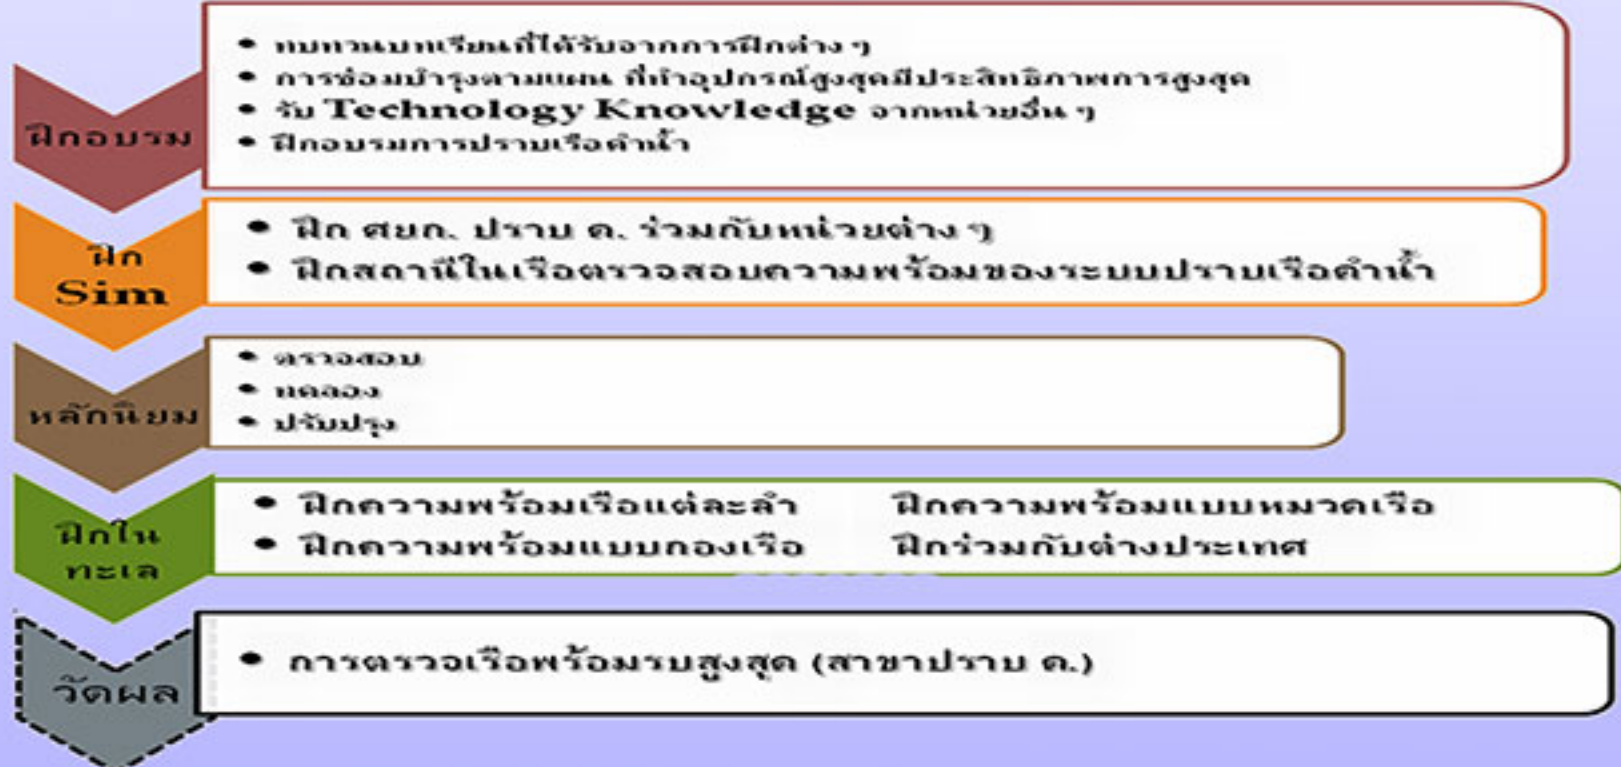 ฝึกอบรม
• ทบทวนบทเรียนที่ได้รับจากการฝึกต่าง ๆ
• การซ่อมบำรุงตามแผน ที่ทำอุปกรณ์สูงสุดมีประสิทธิภาพการสูงสุด
• รับ Technology Knowledge จากหน่วยอื่น ๆ
• ฝึกอบรมการปราบเรือดำน้ำ
ฝึก
Sim
• ฝึก ศยก. ปราบ ด. ร่วมกับหน่วยต่าง ๆ
• ฝึกสถานีในเรือตรวจสอบความพร้อมของระบบปราบเรือดำน้ำ
หลักนิยม
• ตรวจสอบ
• ทดลอง
• ปรับปรุง
ฝึกใน
ทะเล
• ฝึกความพร้อมเรือแต่ละลำ ฝึกความพร้อมแบบหมวดเรือ
• ฝึกความพร้อมแบบกองเรือ ฝึกร่วมกับต่างประเทศ
วัดผล
• การตรวจเรือพร้อมรบสูงสุด (สาขาปราบ ด.)